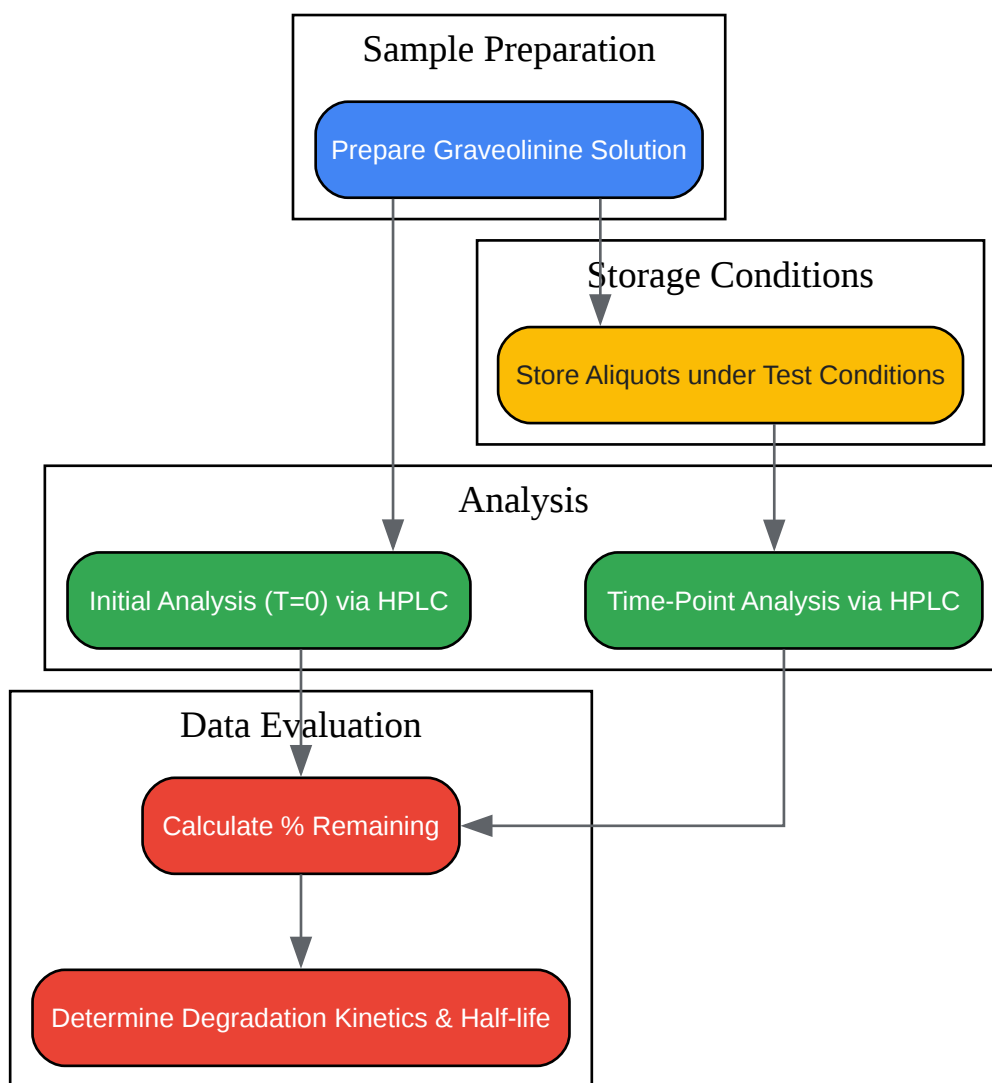 Sample Preparation
Prepare Graveolinine Solution
Storage Conditions
Store Aliquots under Test Conditions
Analysis
Initial Analysis (T=0) via HPLC
Time-Point Analysis via HPLC
Data Evaluation
Calculate % Remaining
Determine Degradation Kinetics & Half-life